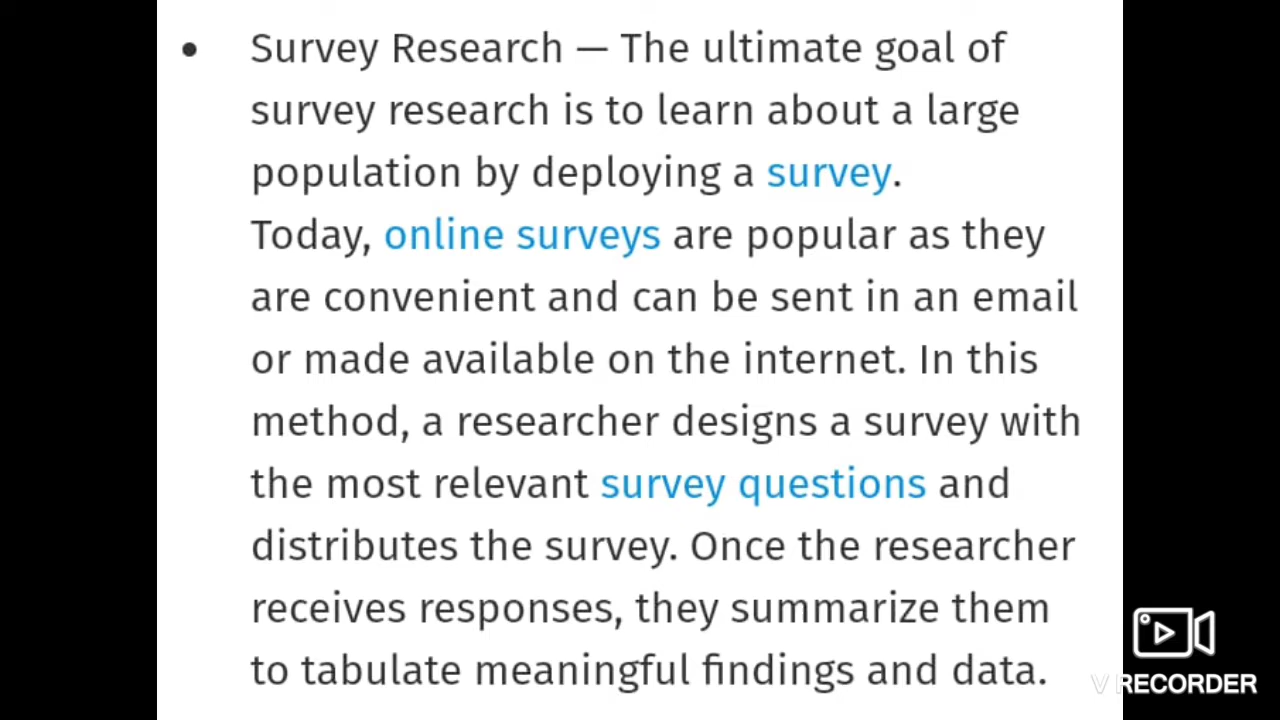 • Survey Research — The ultimate goal of
survey research is to learn about a large
population by deploying a survey.
Today, online surveys are popular as they
are convenient and can be sent in an email
or made available on the internet. In this
method, a researcher designs a survey with
the most relevant survey questions and
distributes the survey. Once the researcher
receives responses, they summarize them
to tabulate meaningful findings and data.
V RECORDER